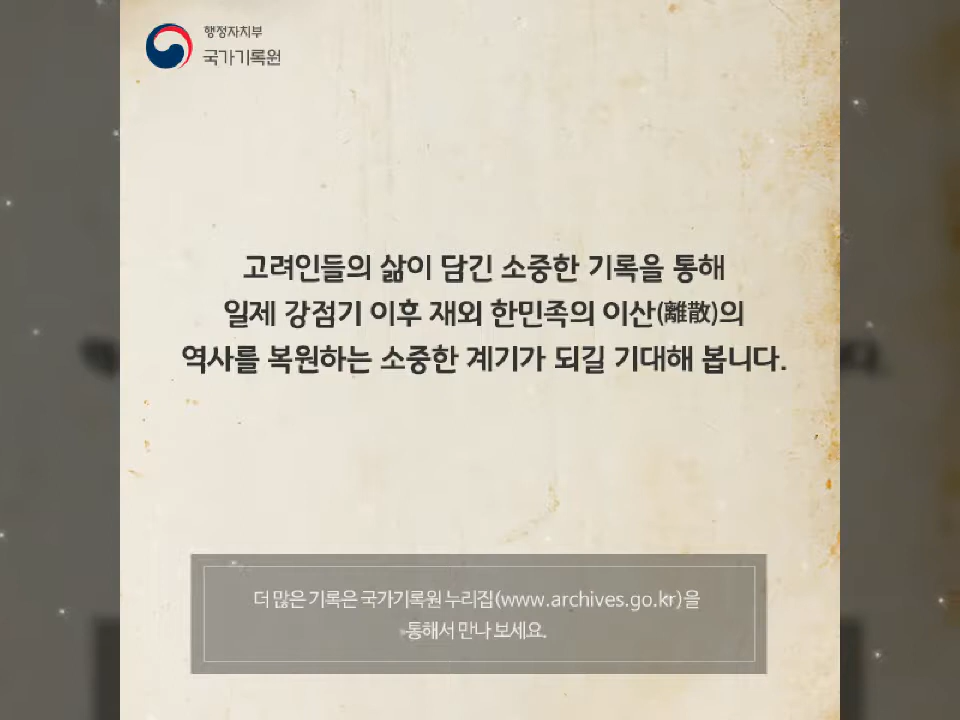 행정자치부
국가기록원
고려인들의 삶이 담긴 소중한 기록을 통해
일제 강점기 이후 재외 한민족의 이산(離散)의
역사를 복원하는 소중한 계기가 되길 기대해 봅니다.
더 많은 기록은 국가기록원 누리집(www.archives.go.kr)을
통해서 만나 보세요.